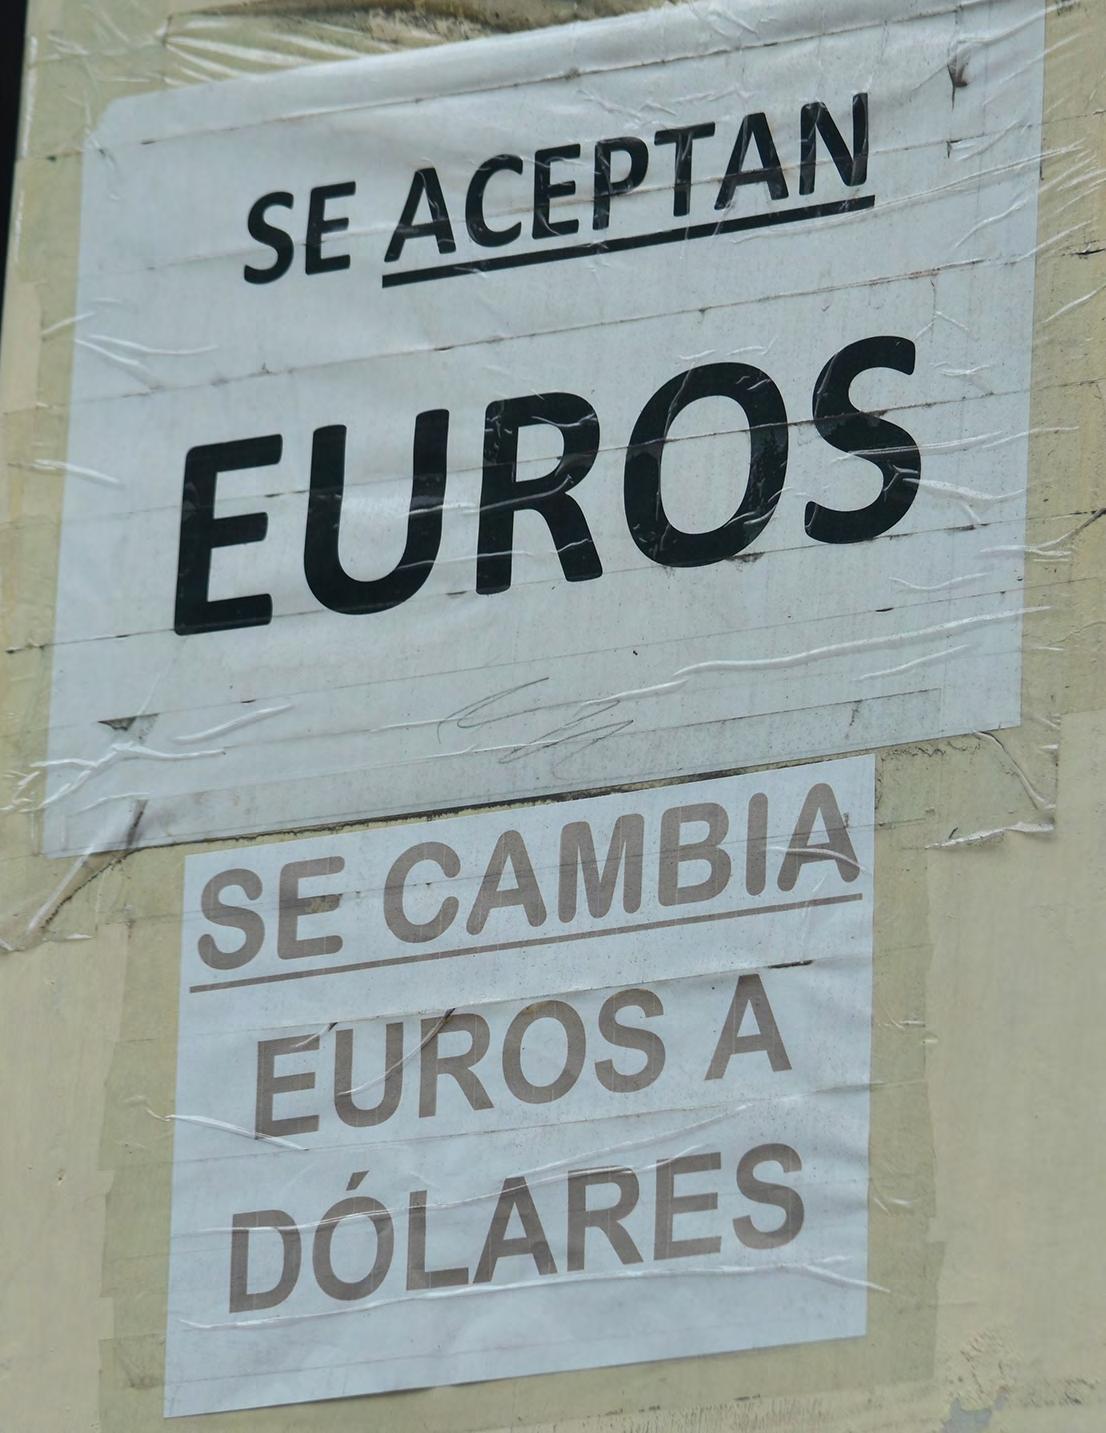 SE ACEPTAN
EUROS
SE CAMBIA
EUROS A
DÓLARES